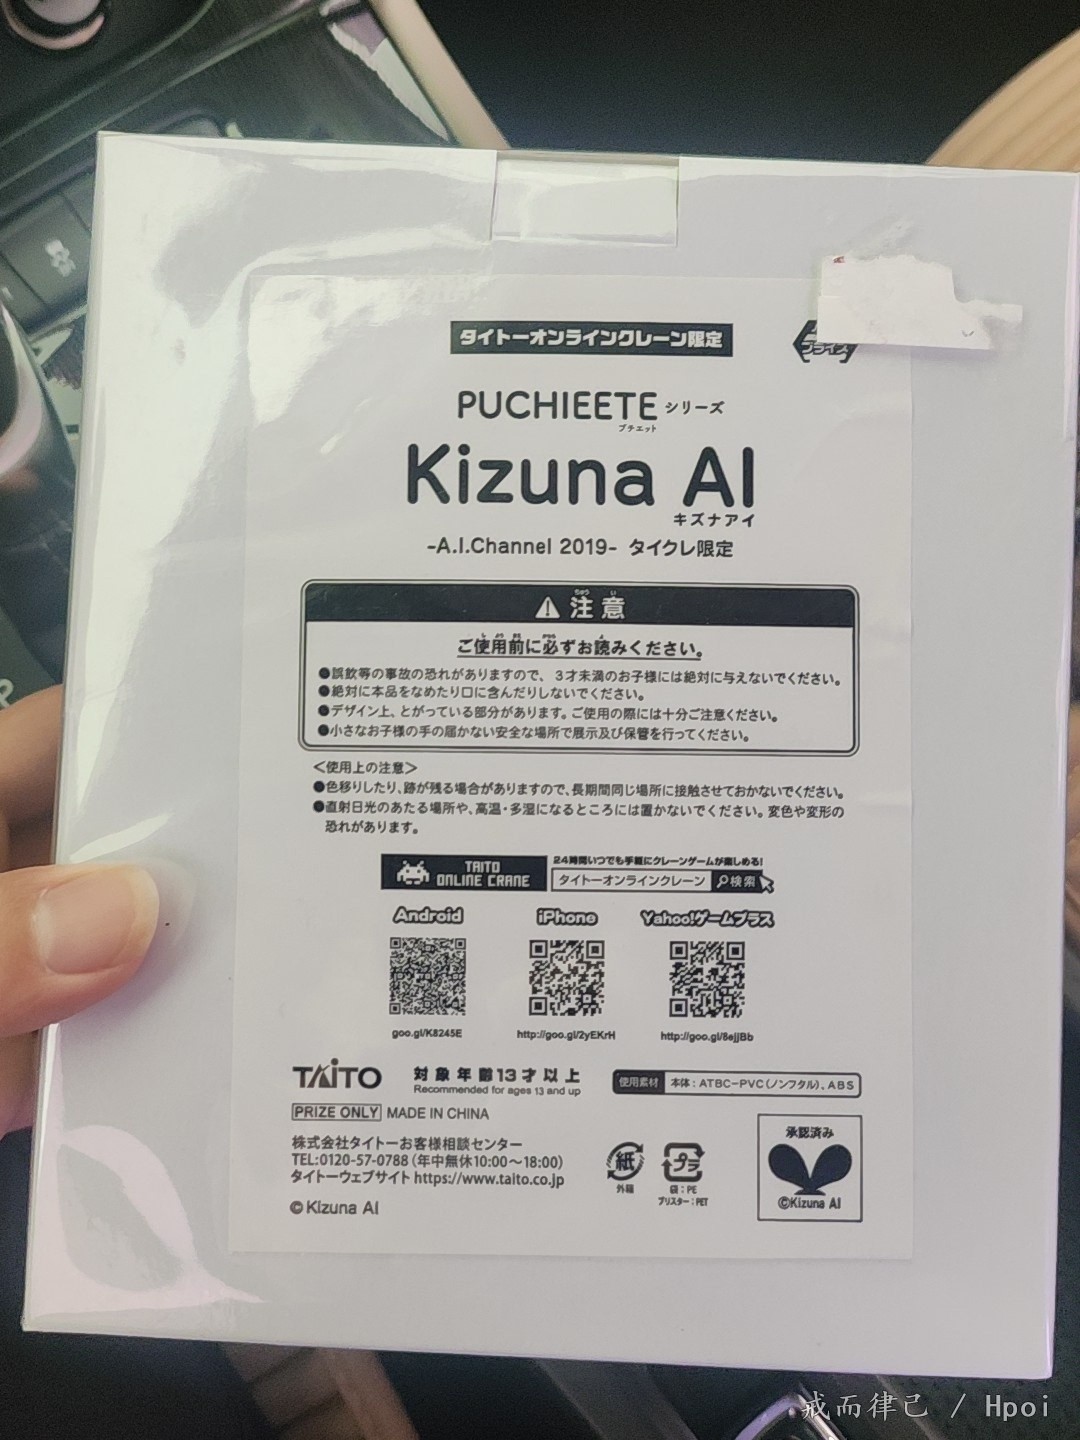 タイトーオンラインクレーン限定
プライズ
PUCHIEETE シリーズ
プチエット
Kizuna AI
キズナアイ
-A.I.Channel 2019- タイクレ限定
注意
ご使用前に必ずお読みください。
●誤飲等の事故の恐れがありますので、3才未満のお子様には絶対に与えないでください。
●絶対に本品をなめたり口に含んだりしないでください。
●デザイン上、とがっている部分があります。ご使用の際には十分ご注意ください。
●小さなお子様の手の届かない安全な場所で展示及び保管を行ってください。
＜使用上の注意＞
●色移りしたり、跡が残る場合がありますので、長期間同じ場所に接触させておかないでください。
●直射日光のあたる場所や、高温・多湿になるところには置かないでください。変色や変形の
恐れがあります。
TAITO ONLINE CRANE
24時間いつでも手軽にクレーンゲームが楽しめる!
タイトーオンラインクレーン 検索
Android iPhone Yahoo!ゲームプラス
goo.gl/K8245E http://goo.gl/2yEKrH http://goo.gl/8ejjBb
TAITO 対象年齢13才以上
Recommended for ages 13 and up
使用素材 本体:ATBC-PVC(ノンフタル)、ABS
PRIZE ONLY MADE IN CHINA
株式会社タイトーお客様相談センター
TEL:0120-57-0788(年中無休10:00〜18:00)
タイトーウェブサイト https://www.taito.co.jp
©Kizuna AI
紙
外箱
プラ
袋:PE
ブリスター:PET
承認済み
©Kizuna AI
戒而律己 / Hpoi